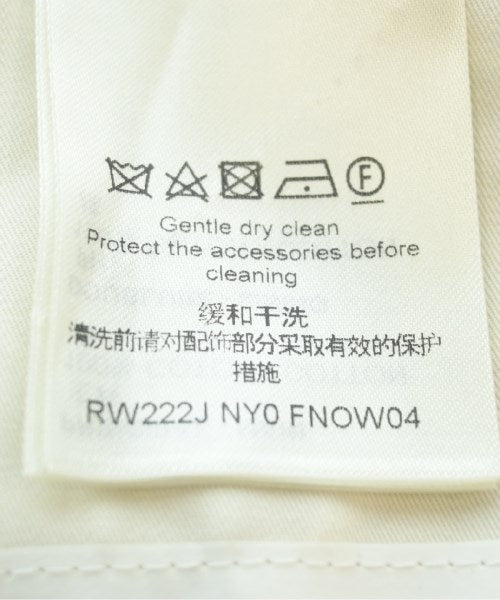 F
Gentle dry clean
Protect the accessories before
cleaning
缓和干洗
清洗前请对配饰部分采取有效的保护
措施
RW222J NY0 FNOW04